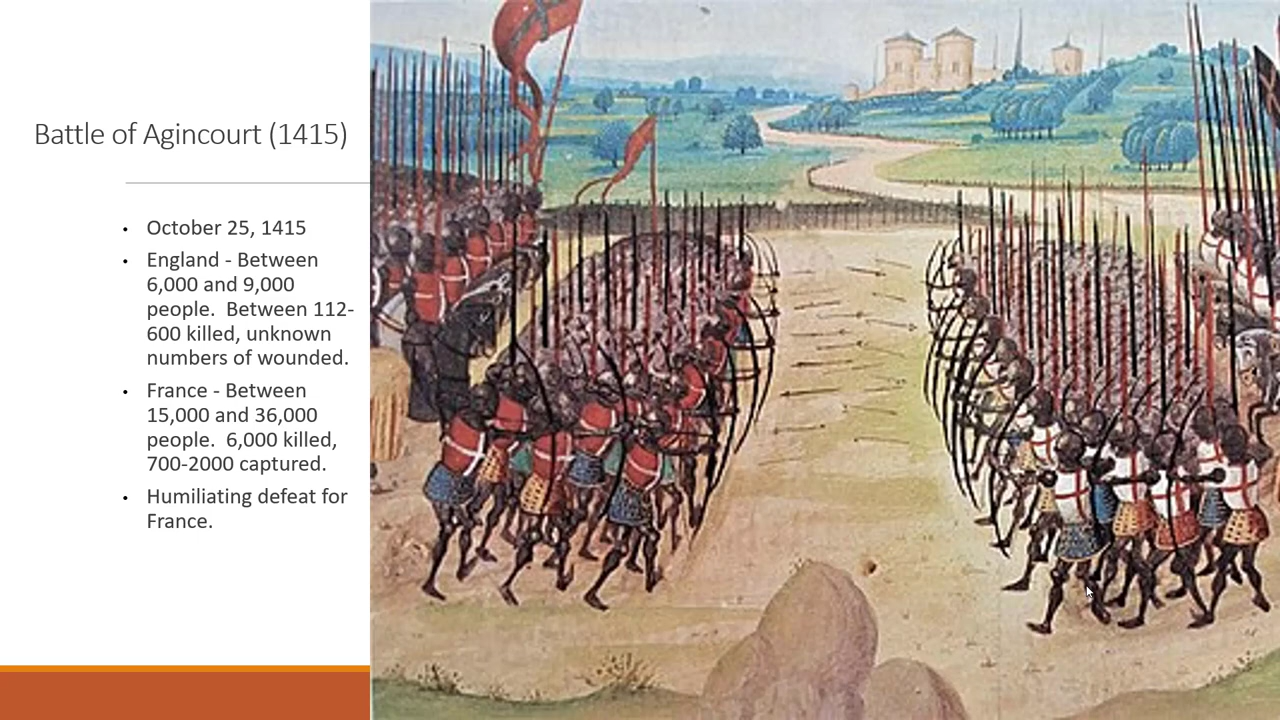 Battle of Agincourt (1415)
• October 25, 1415
• England - Between
6,000 and 9,000
people.  Between 112-
600 killed, unknown
numbers of wounded.
• France - Between
15,000 and 36,000
people.  6,000 killed,
700-2000 captured.
• Humiliating defeat for
France.